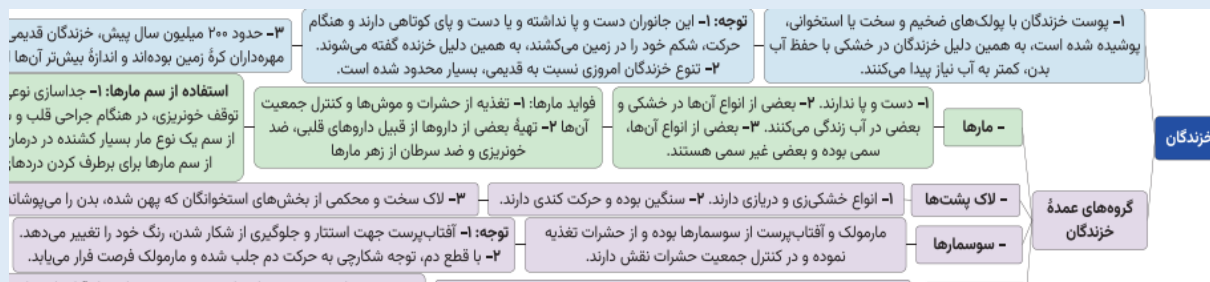 ۱- پوست خزندگان با پولک‌های ضخیم و سخت یا استخوانی،
پوشیده شده است، به همین دلیل خزندگان در خشکی با حفظ آب
بدن، کمتر به آب نیاز پیدا می‌کنند.
توجه: ۱- این جانوران دست و پا نداشته و یا دست و پای کوتاهی دارند و هنگام
حرکت، شکم خود را در زمین می‌کشند، به همین دلیل خزنده گفته می‌شوند.
۲- تنوع خزندگان امروزی نسبت به قدیمی، بسیار محدود شده است.
۳- حدود ۲۰۰ میلیون سال پیش، خزندگان قدیمی
مهره‌داران کرهٔ زمین بوده‌اند و اندازهٔ بیش‌تر آن‌ها
خزندگان
- مارها
۱- دست و پا ندارند. ۲- بعضی از انواع آن‌ها در خشکی و
بعضی در آب زندگی می‌کنند. ۳- بعضی از انواع آن‌ها،
سمی بوده و بعضی غیر سمی هستند.
فواید مارها: ۱- تغذیه از حشرات و موش‌ها و کنترل جمعیت
آن‌ها ۲- تهیهٔ بعضی از داروها از قبیل داروهای قلبی، ضد
خونریزی و ضد سرطان از زهر مارها
استفاده از سم مارها: ۱- جداسازی نوعی
توقف خونریزی، در هنگام جراحی قلب و
از سم یک نوع مار بسیار کشنده در درمان
از سم مارها برای برطرف کردن دردهای
گروه‌های عمدهٔ
خزندگان
- لاک پشت‌ها
۱- انواع خشکی‌زی و دریازی دارند. ۲- سنگین بوده و حرکت کندی دارند.
۳- لاک سخت و محکمی از بخش‌های استخوانگان که پهن شده، بدن را می‌پوشاند
- سوسمارها
مارمولک و آفتاب‌پرست از سوسمارها بوده و از حشرات تغذیه
نموده و در کنترل جمعیت حشرات نقش دارند.
توجه: ۱- آفتاب‌پرست جهت استتار و جلوگیری از شکار شدن، رنگ خود را تغییر می‌دهد.
۲- با قطع دم، توجه شکارچی به حرکت دم جلب شده و مارمولک فرصت فرار می‌یابد.